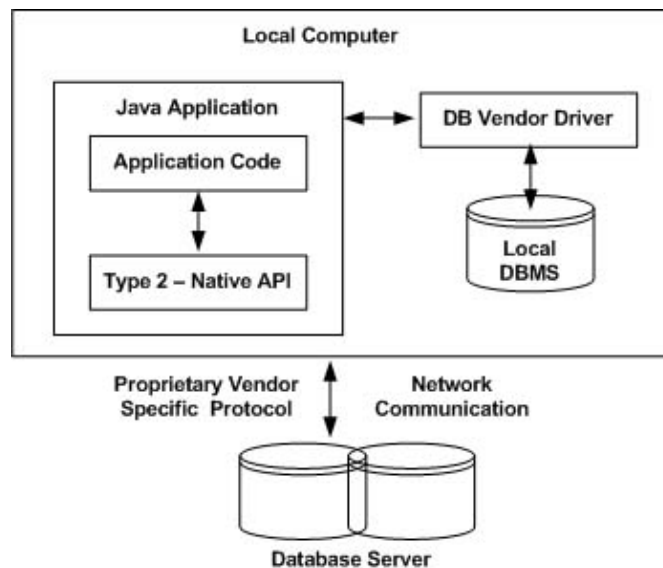 Local Computer
Java Application
DB Vendor Driver
Application Code
Local
DBMS
Type 2 – Native API
Proprietary Vendor
Specific Protocol
Network
Communication
Database Server